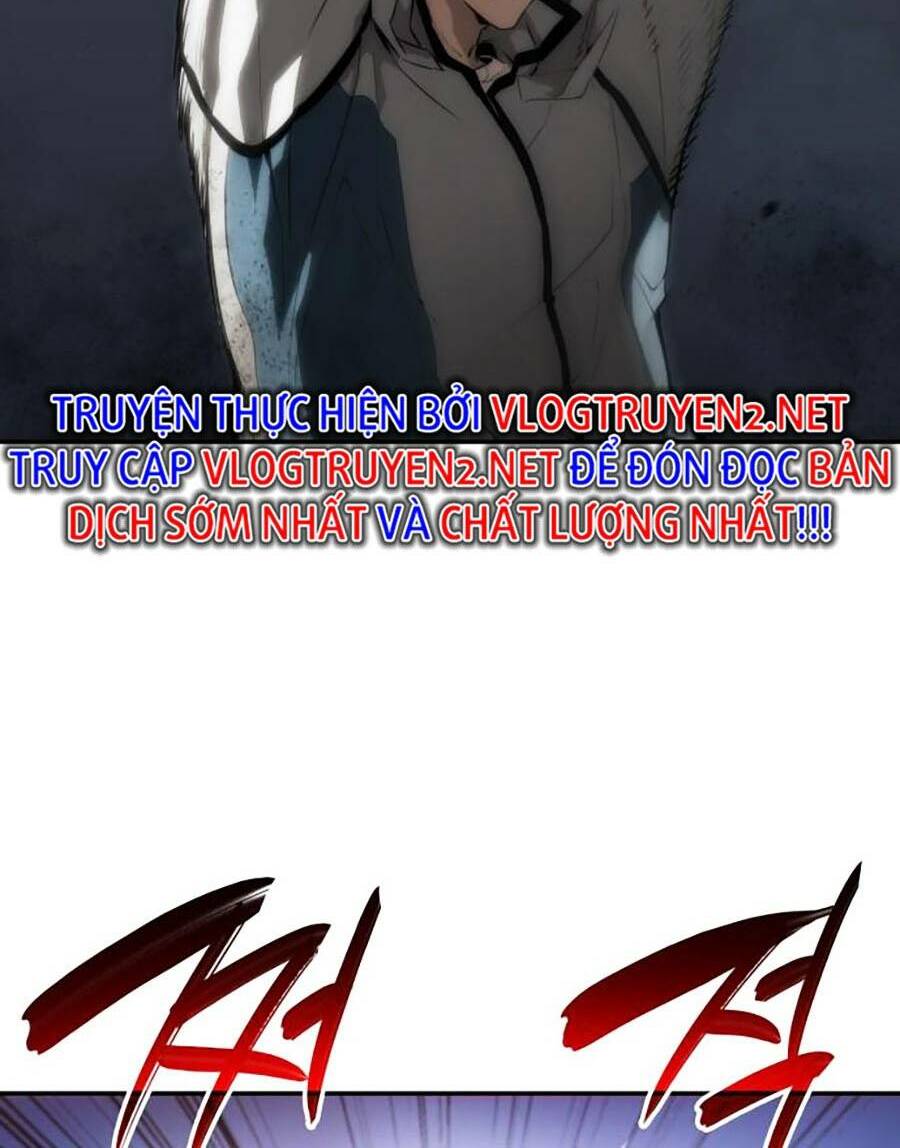 TRUYỆN THỰC HIỆN BỞI VLOGTRUYEN2.NET
TRUY CẬP VLOGTRUYEN2.NET ĐỂ ĐÓN ĐỌC BẢN
DỊCH SỚM NHẤT VÀ CHẤT LƯỢNG NHẤT!!!